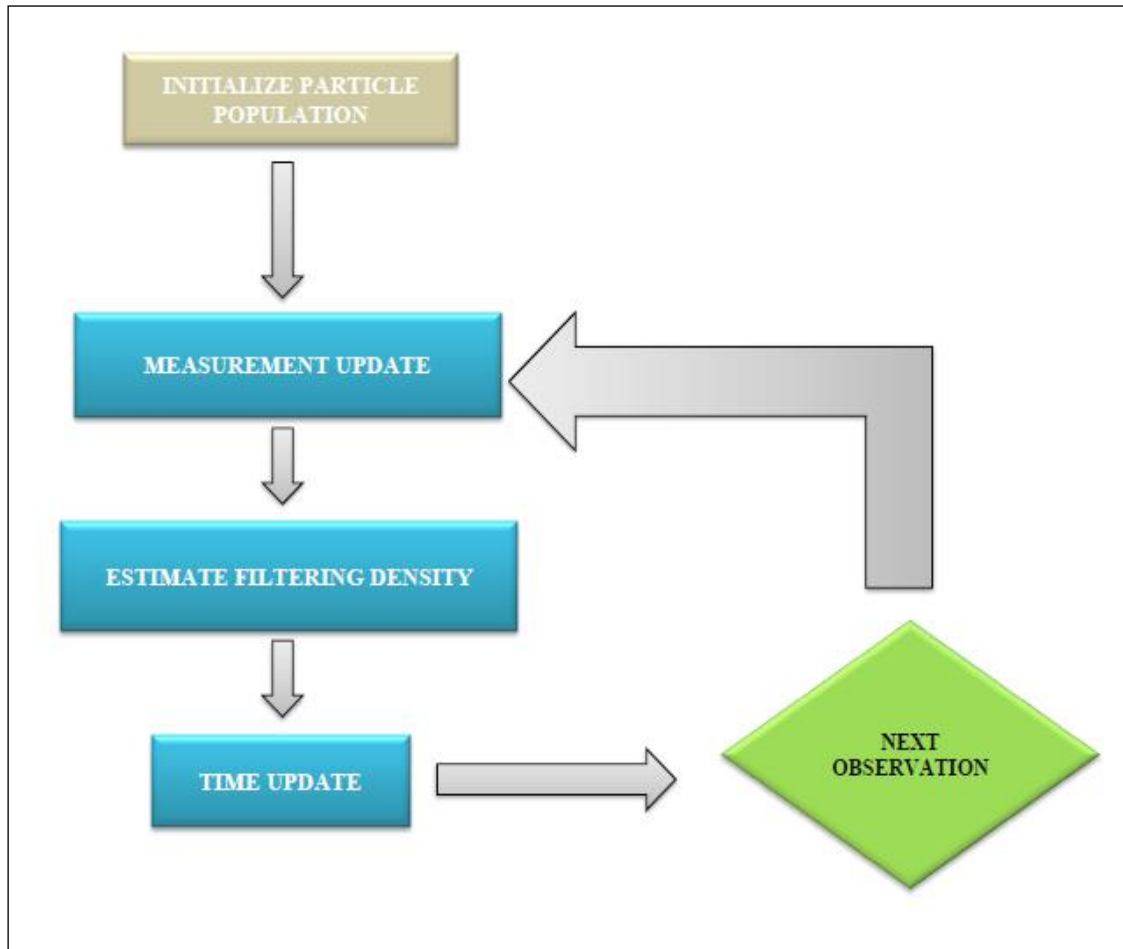 INITIALIZE PARTICLE
POPULATION
MEASUREMENT UPDATE
ESTIMATE FILTERING DENSITY
TIME UPDATE
NEXT
OBSERVATION